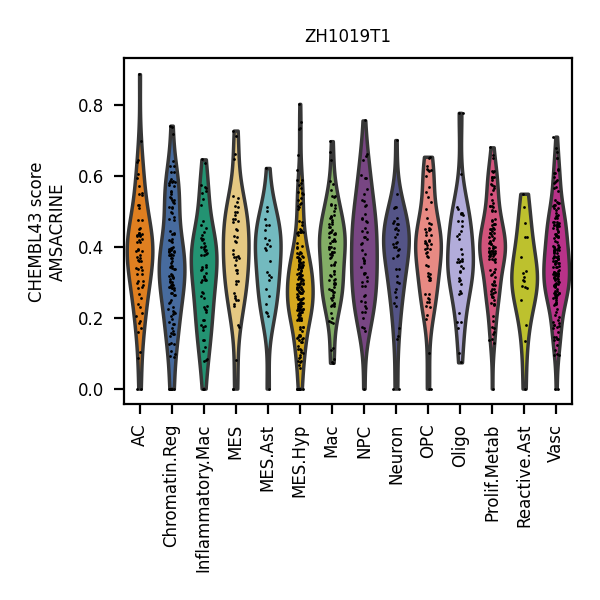 ZH1019T1
CHEMBL43 score
AMSACRINE
0.8
0.6
0.4
0.2
0.0
AC
Chromatin.Reg
Inflammatory.Mac
MES
MES.Ast
MES.Hyp
Mac
NPC
Neuron
OPC
Oligo
Prolif.Metab
Reactive.Ast
Vasc